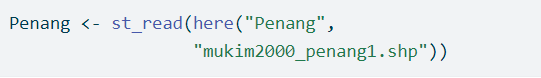 Penang <- st_read(here("Penang",
"mukim2000_penang1.shp"))